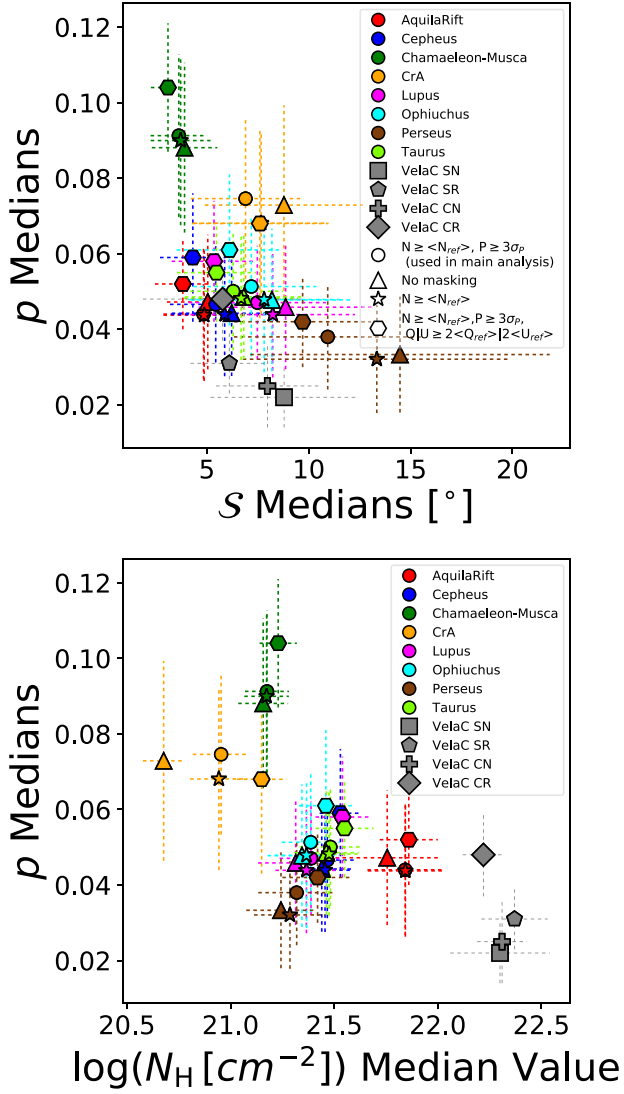 0.12
0.10
0.08
0.06
0.04
0.02
p Medians
5
10
15
20
𝒮 Medians [°]
AquilaRift
Cepheus
Chamaeleon-Musca
CrA
Lupus
Ophiuchus
Perseus
Taurus
VelaC SN
VelaC SR
VelaC CN
VelaC CR
N ≥ <N_ref>, P ≥ 3σ_P
(used in main analysis)
No masking
N ≥ <N_ref>
N ≥ <N_ref>, P ≥ 3σ_P,
Q|U ≥ 2<Q_ref>|2<U_ref>
0.12
0.10
0.08
0.06
0.04
0.02
p Medians
20.5
21.0
21.5
22.0
22.5
log(N_H [cm^{-2}]) Median Value
AquilaRift
Cepheus
Chamaeleon-Musca
CrA
Lupus
Ophiuchus
Perseus
Taurus
VelaC SN
VelaC SR
VelaC CN
VelaC CR